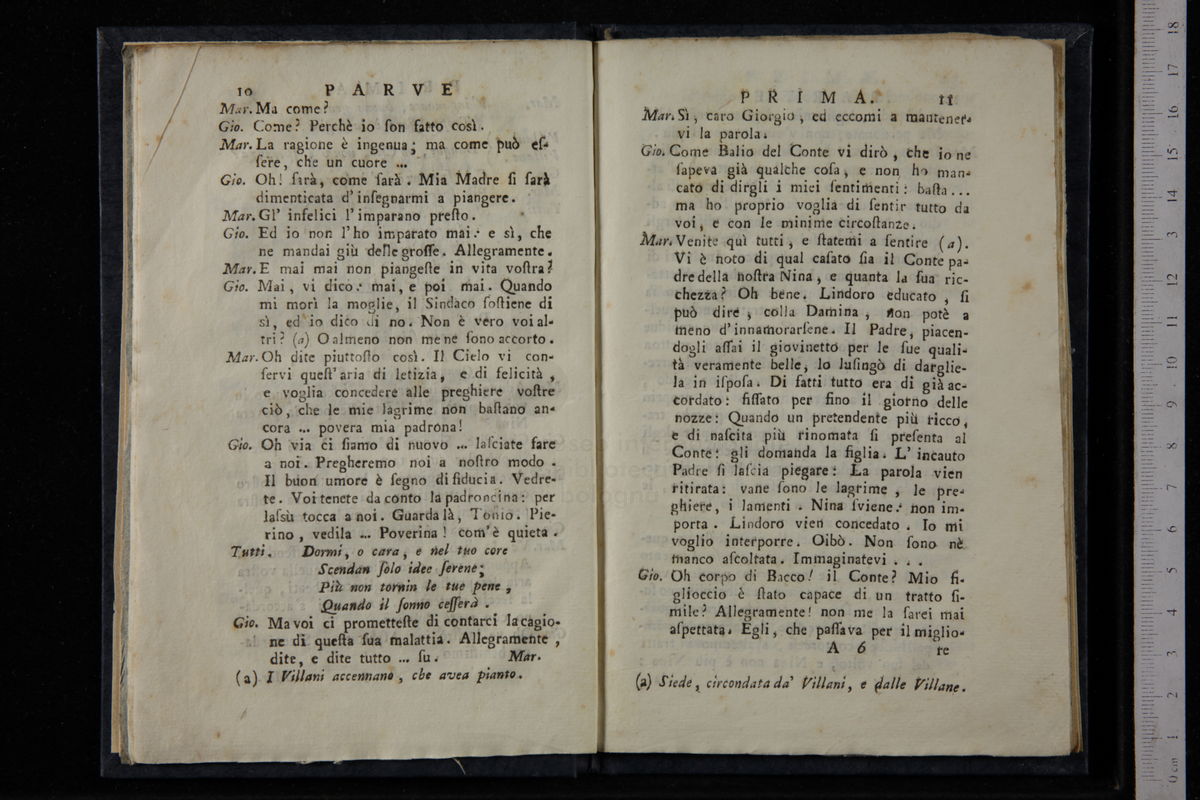 10 P A R V E
Mar. Ma come?
Gio. Come? Perchè io ſon fatto così.
Mar. La ragione è ingenua; ma come può eſ-
ſere, che un cuore ...
Gio. Oh! ſarà, come ſarà. Mia Madre ſi ſarà
dimenticata d'inſegnarmi a piangere.
Mar. Gl' infelici l'imparano preſto.
Gio. Ed io non l'ho imparato mai: e sì, che
ne mandai giù delle groſſe. Allegramente.
Mar. E mai mai non piangeſte in vita voſtra?
Gio. Mai, vi dico: mai, e poi mai. Quando
mi morì la moglie, il Sindaco ſoſtiene di
sì, ed io dico di no. Non è vero voi al-
tri? (a) O almeno non me ne ſono accorto.
Mar. Oh dite piuttoſto così. Il Cielo vi con-
ſervi queſt'aria di letizia, e di felicità,
e voglia concedere alle preghiere voſtre
ciò, che le mie lagrime non baſtano an-
cora ... povera mia padrona!
Gio. Oh via ci ſiamo di nuovo ... laſciate fare
a noi. Pregheremo noi a noſtro modo.
Il buon umore è ſegno di fiducia. Vedre-
te. Voi tenete da conto la padroncina: per
laſsù tocca a noi. Guarda là, Tonio. Pie-
rino, vedila ... Poverina! com'è quieta.
Tutti. Dormi, o cara, e nel tuo core
Scendan ſolo idee ſerene;
Più non tornin le tue pene,
Quando il ſonno ceſſerà.
Gio. Ma voi ci prometteſte di contarci la cagio-
ne di queſta ſua malattia. Allegramente,
dite, e dite tutto ... ſu. Mar.
(a) I Villani accennano, che avea pianto.
P R I M A. 11
Mar. Sì, caro Giorgio, ed eccomi a mantener-
vi la parola.
Gio. Come Balio del Conte vi dirò, che io ne
ſapeva già qualche coſa, e non ho man-
cato di dirgli i miei ſentimenti: baſta...
ma ho proprio voglia di ſentir tutto da
voi, e con le minime circoſtanze.
Mar. Venite quì tutti, e ſtatemi a ſentire (a).
Vi è noto di qual caſato ſia il Conte pa-
dre della noſtra Nina, e quanta la ſua ric-
chezza? Oh bene. Lindoro educato, ſi
può dire, colla Damina, non potè a
meno d'innamorarſene. Il Padre, piacen-
dogli aſſai il giovinetto per le ſue quali-
tà veramente belle, lo luſingò di darglie-
la in iſpoſa. Di fatti tutto era di già ac-
cordato: fiſſato per fino il giorno delle
nozze: Quando un pretendente più ricco,
e di naſcita più rinomata ſi preſenta al
Conte: gli domanda la figlia. L'incauto
Padre ſi laſcia piegare: La parola vien
ritirata: vane ſono le lagrime, le pre-
ghiere, i lamenti. Nina ſviene: non im-
porta. Lindoro vien concedato. Io mi
voglio interporre. Oibò. Non ſono nè
manco aſcoltata. Immaginatevi ...
Gio. Oh corpo di Bacco! il Conte? Mio fi-
glioccio è ſtato capace di un tratto ſi-
mile? Allegramente! non me la ſarei mai
aſpettata. Egli, che paſſava per il miglio-
A 6 re
(a) Siede, circondata da' Villani, e dalle Villane.